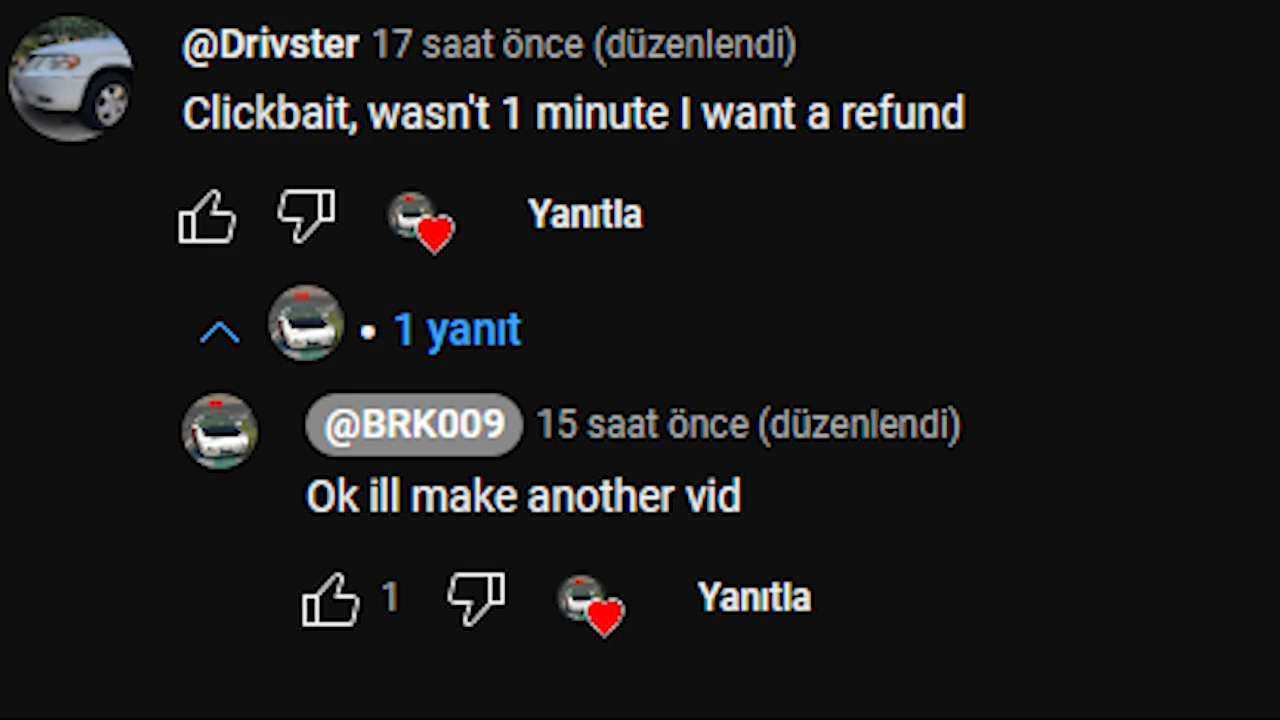 @Drivster 17 saat önce (düzenlendi)
Clickbait, wasn't 1 minute I want a refund
Yanıtla
1 yanıt
@BRK009 15 saat önce (düzenlendi)
Ok ill make another vid
1 Yanıtla